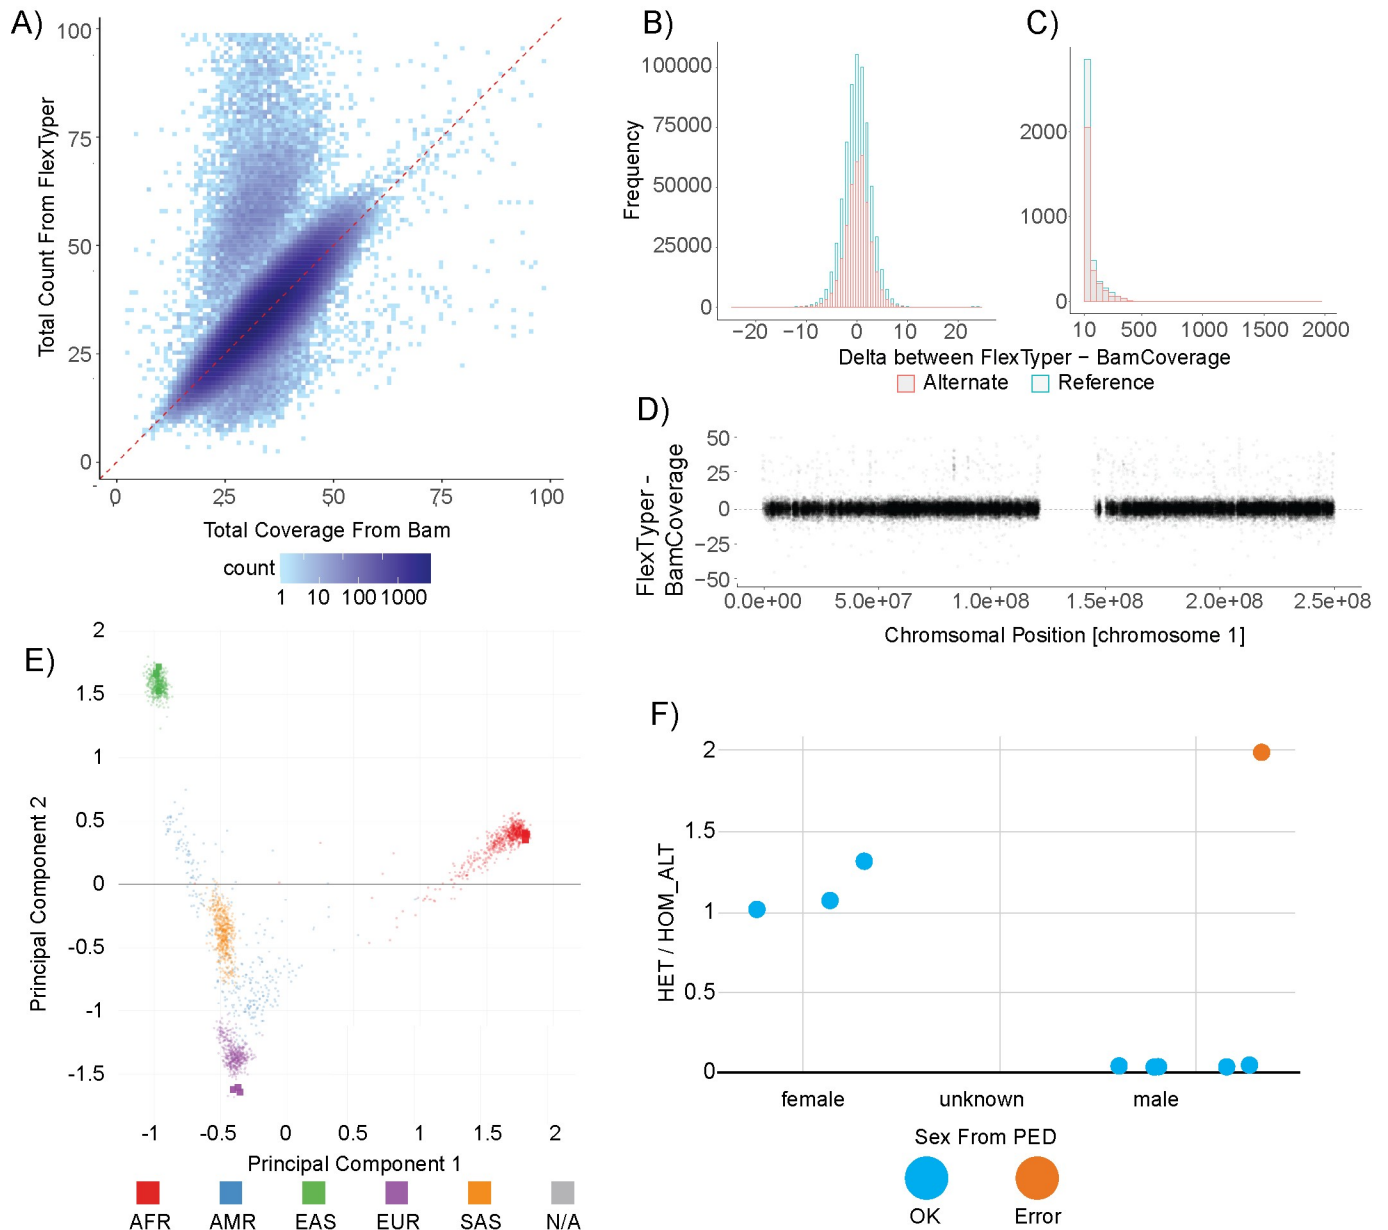 A)
Total Count From FlexTyper
100
75
50
25
0
0 25 50 75 100
Total Coverage From Bam
count
1 10 100 1000
B)
Frequency
100000
75000
50000
25000
0
−20 −10 0 10 20
C)
2000
1000
0
10 500 1000 1500 2000
Delta between FlexTyper − BamCoverage
Alternate Reference
D)
FlexTyper -
BamCoverage
50
25
0
−25
−50
0.0e+00 5.0e+07 1.0e+08 1.5e+08 2.0e+08 2.5e+08
Chromsomal Position [chromosome 1]
E)
Principal Component 2
2
1.5
1
0.5
0
-0.5
-1
-1.5
-1 -0.5 0 0.5 1 1.5 2
Principal Component 1
AFR AMR EAS EUR SAS N/A
F)
HET / HOM_ALT
2
1.5
1
0.5
0
female unknown male
Sex From PED
OK Error